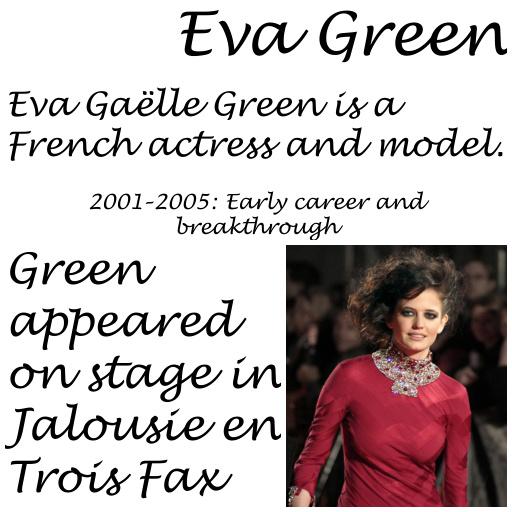 Eva Green
Eva Gaëlle Green is a
French actress and model.
2001–2005: Early career and
breakthrough
Green
appeared
on stage in
Jalousie en
Trois Fax